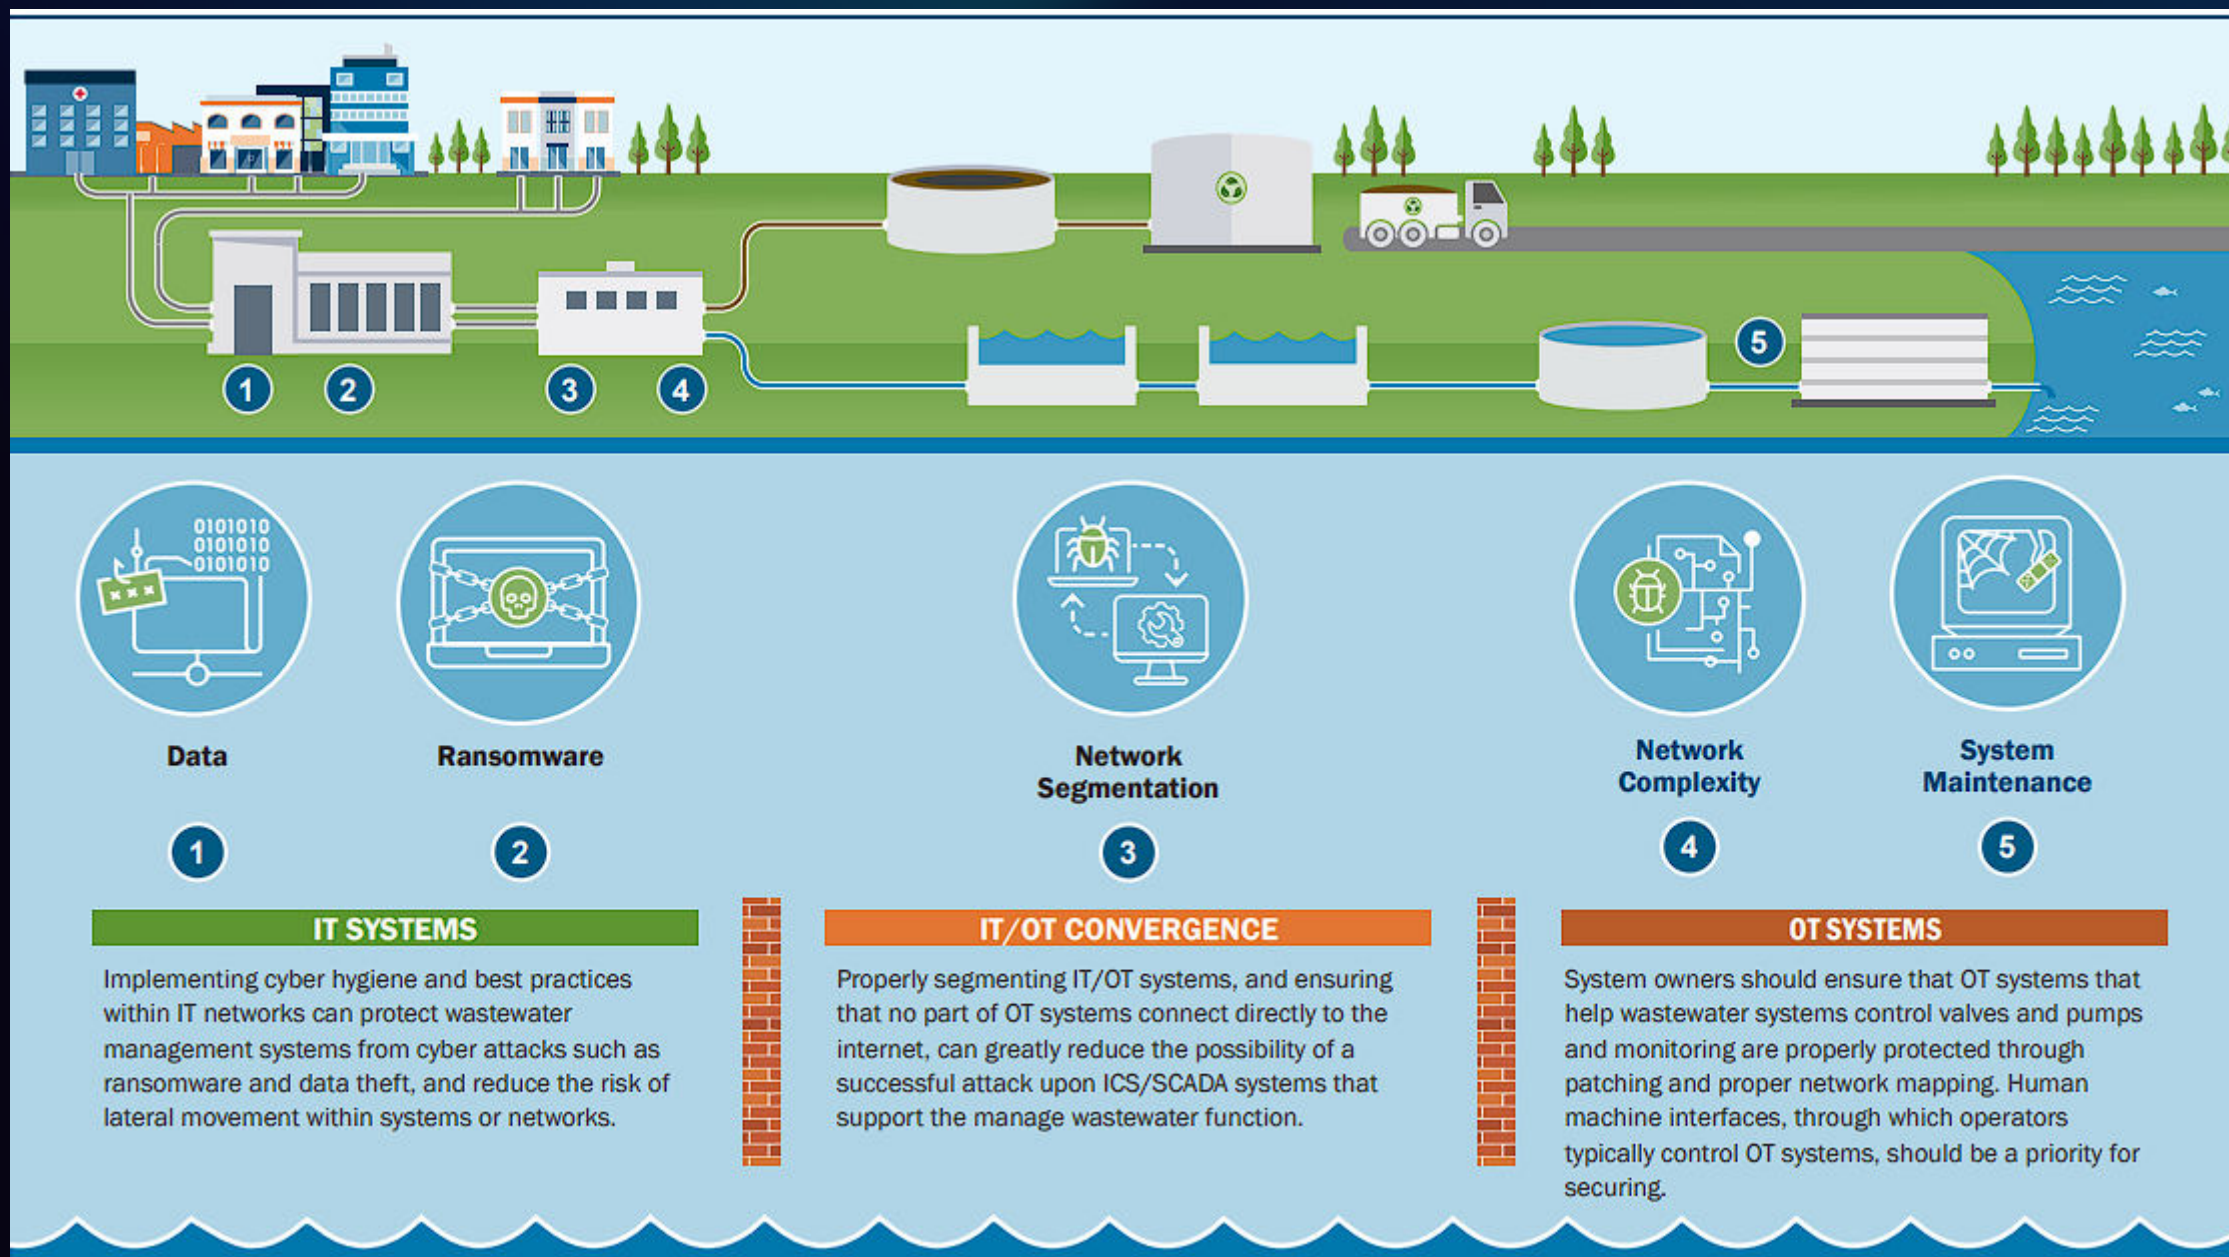 1
2
3
4
5
0101010
0101010
0101010
Data
Ransomware
Network
Segmentation
Network
Complexity
System
Maintenance
1
2
3
4
5
IT SYSTEMS
Implementing cyber hygiene and best practices
within IT networks can protect wastewater
management systems from cyber attacks such as
ransomware and data theft, and reduce the risk of
lateral movement within systems or networks.
IT/OT CONVERGENCE
Properly segmenting IT/OT systems, and ensuring
that no part of OT systems connect directly to the
internet, can greatly reduce the possibility of a
successful attack upon ICS/SCADA systems that
support the manage wastewater function.
OT SYSTEMS
System owners should ensure that OT systems that
help wastewater systems control valves and pumps
and monitoring are properly protected through
patching and proper network mapping. Human
machine interfaces, through which operators
typically control OT systems, should be a priority for
securing.